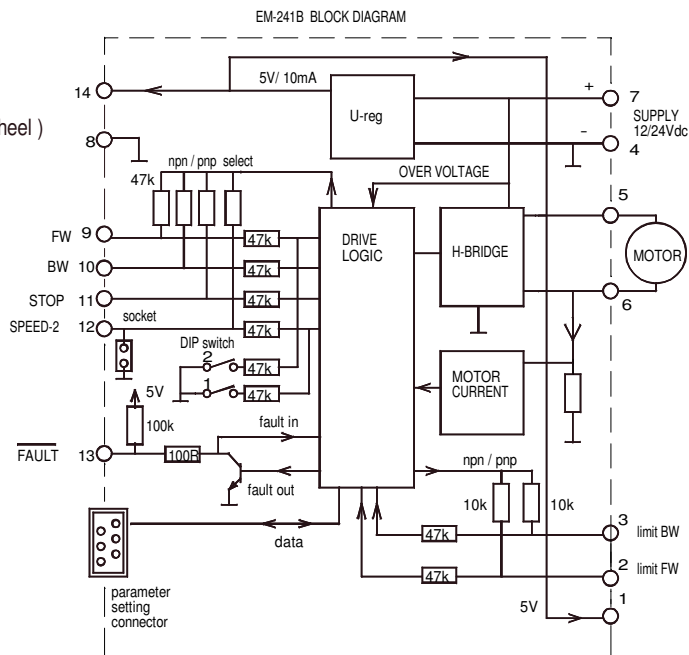 EM-241B BLOCK DIAGRAM
14
5V/ 10mA
U-reg
+
7
SUPPLY
12/24Vdc
-
4
heel )
8
npn / pnp select
47k
OVER VOLTAGE
5
FW 9
47k
DRIVE
LOGIC
H-BRIDGE
MOTOR
BW 10
47k
6
STOP 11
47k
SPEED-2 12
socket
47k
DIP switch
2
47k
1
47k
MOTOR
CURRENT
5V
100k
fault in
FAULT 13
100R
fault out
npn / pnp
10k
10k
data
47k
3 limit BW
47k
2 limit FW
parameter
setting
connector
5V
1